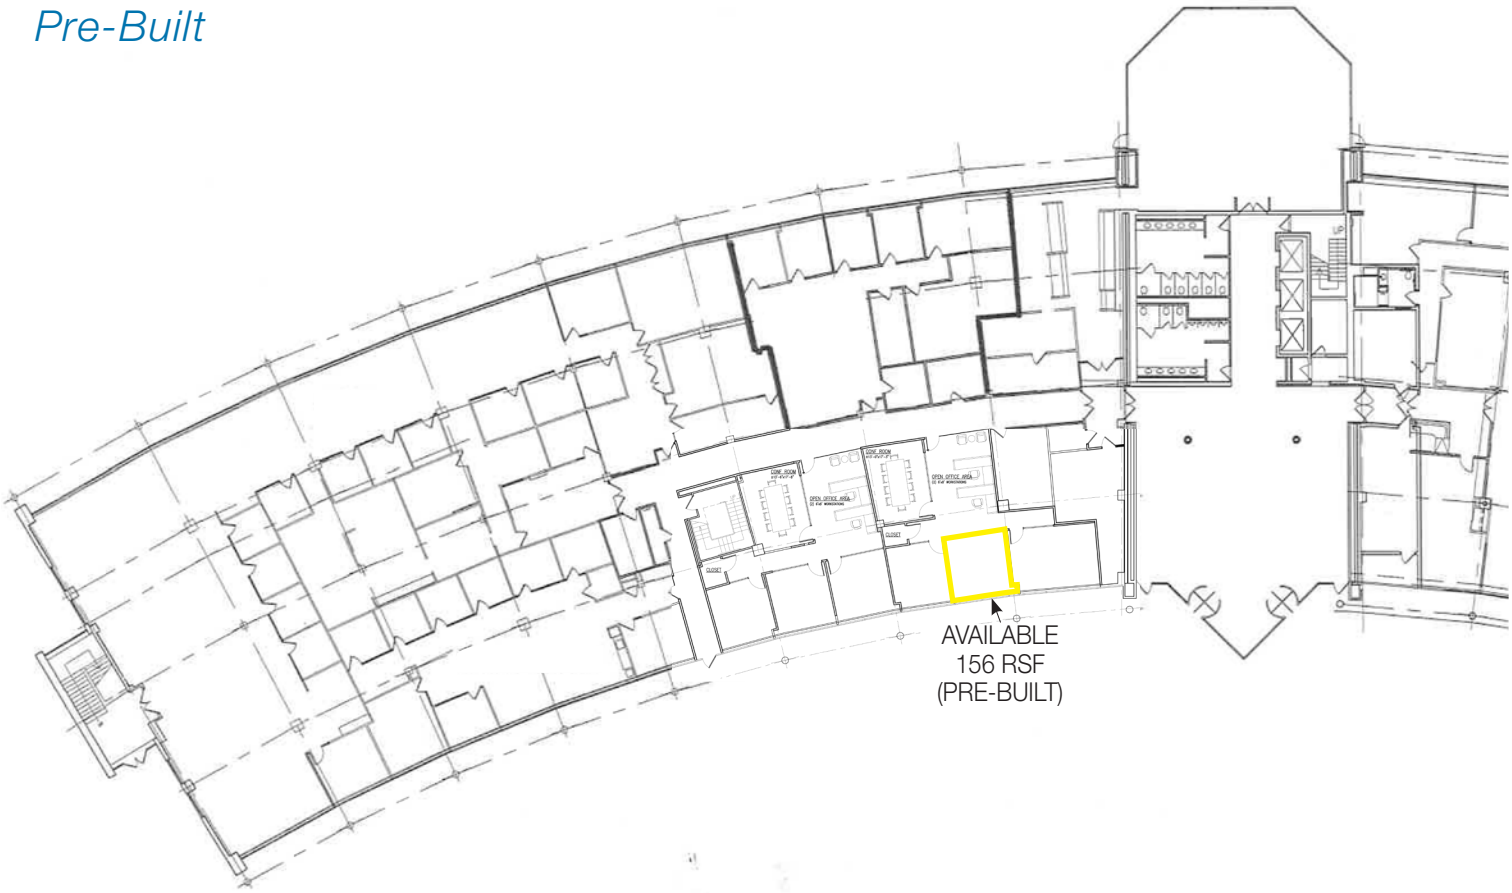 Pre-Built
UP
CONF. ROOM
OPEN OFFICE AREA
CONF. ROOM
OPEN OFFICE AREA
CLOSET
CLOSET
AVAILABLE
156 RSF
(PRE-BUILT)